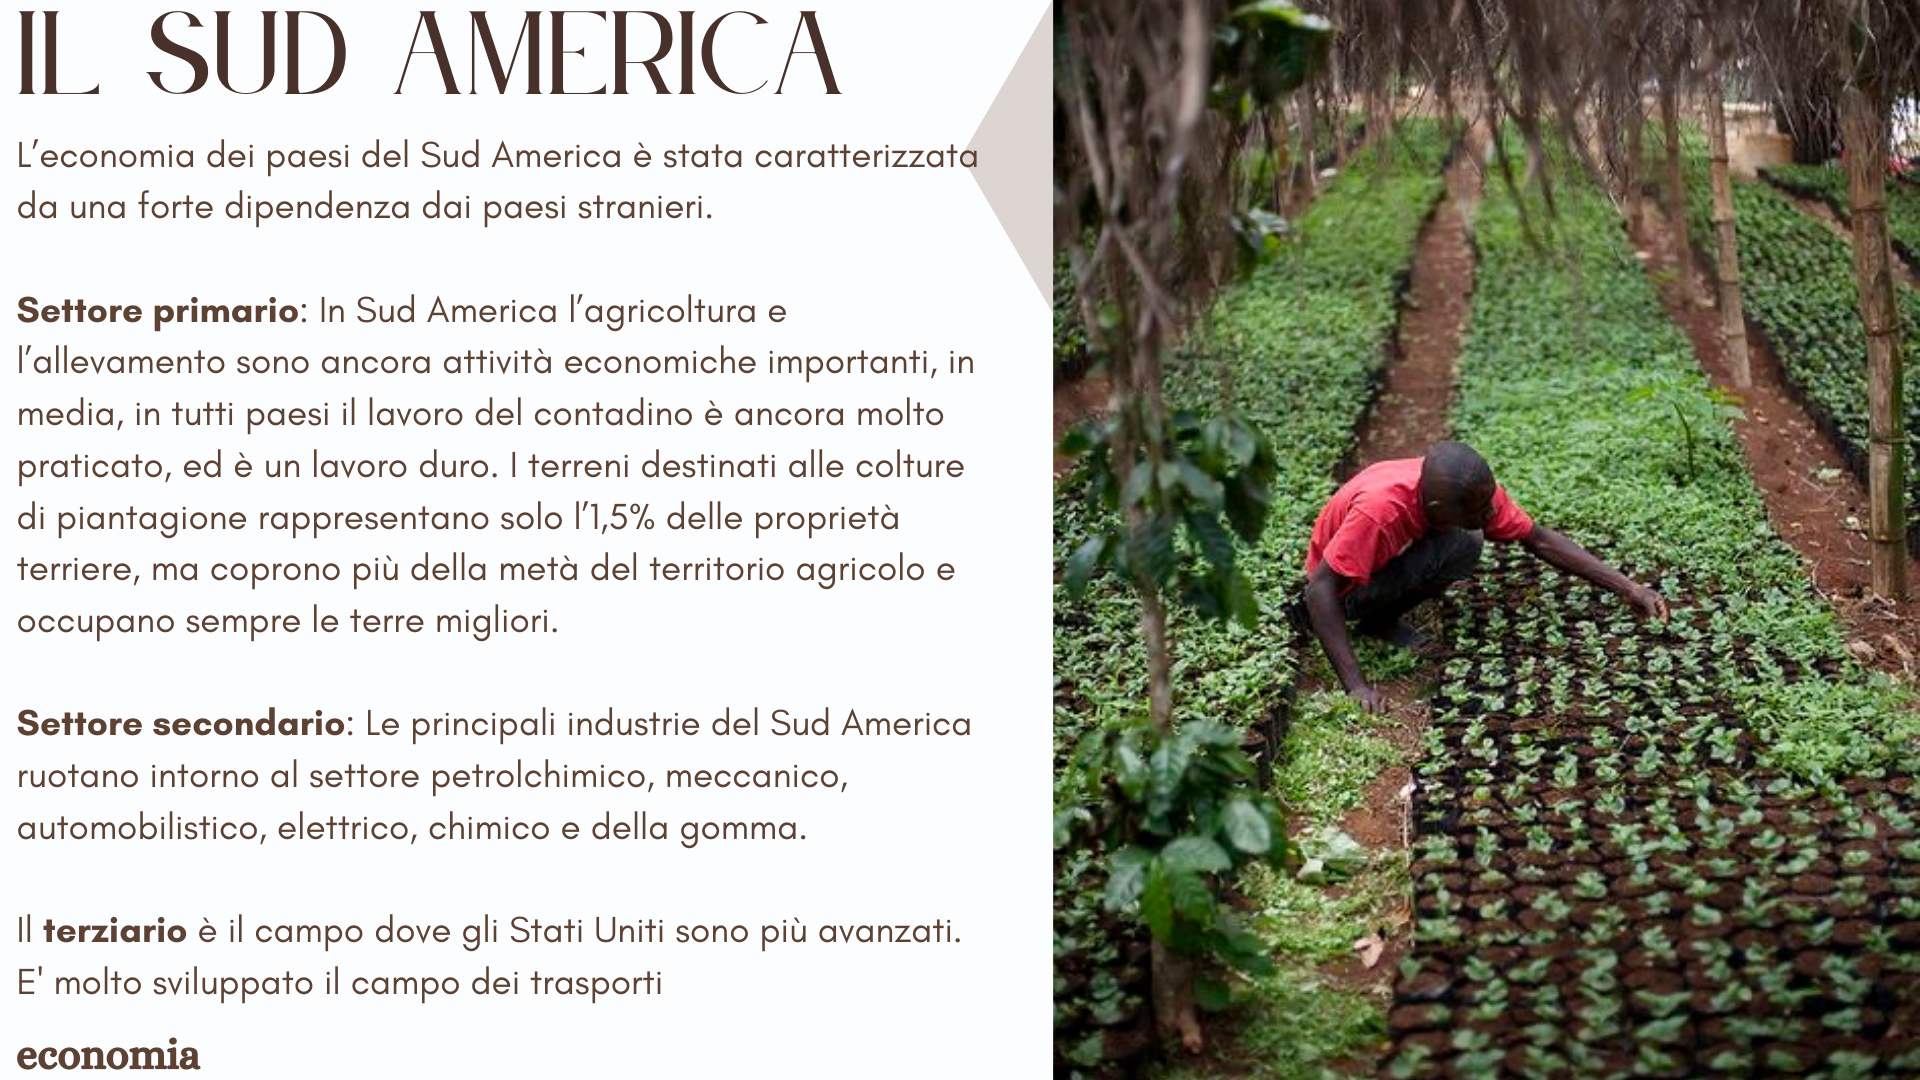 IL SUD AMERICA
L’economia dei paesi del Sud America è stata caratterizzata
da una forte dipendenza dai paesi stranieri.
Settore primario: In Sud America l’agricoltura e
l’allevamento sono ancora attività economiche importanti, in
media, in tutti paesi il lavoro del contadino è ancora molto
praticato, ed è un lavoro duro. I terreni destinati alle colture
di piantagione rappresentano solo l’1,5% delle proprietà
terriere, ma coprono più della metà del territorio agricolo e
occupano sempre le terre migliori.
Settore secondario: Le principali industrie del Sud America
ruotano intorno al settore petrolchimico, meccanico,
automobilistico, elettrico, chimico e della gomma.
Il terziario è il campo dove gli Stati Uniti sono più avanzati.
E' molto sviluppato il campo dei trasporti
economia